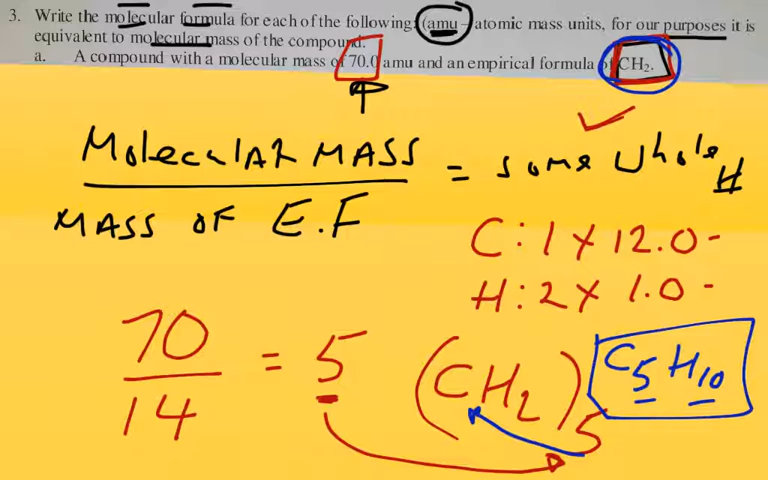 3. Write the molecular formula for each of the following: (amu – atomic mass units, for our purposes it is
equivalent to molecular mass of the compound.
a. A compound with a molecular mass of 70.0 amu and an empirical formula of CH₂.
MoleculAR MASS
MASS OF E.F
= some whole #
C: 1 × 12.0 -
H: 2 × 1.0 -
70
14
= 5
(CH₂)₅
C₅H₁₀